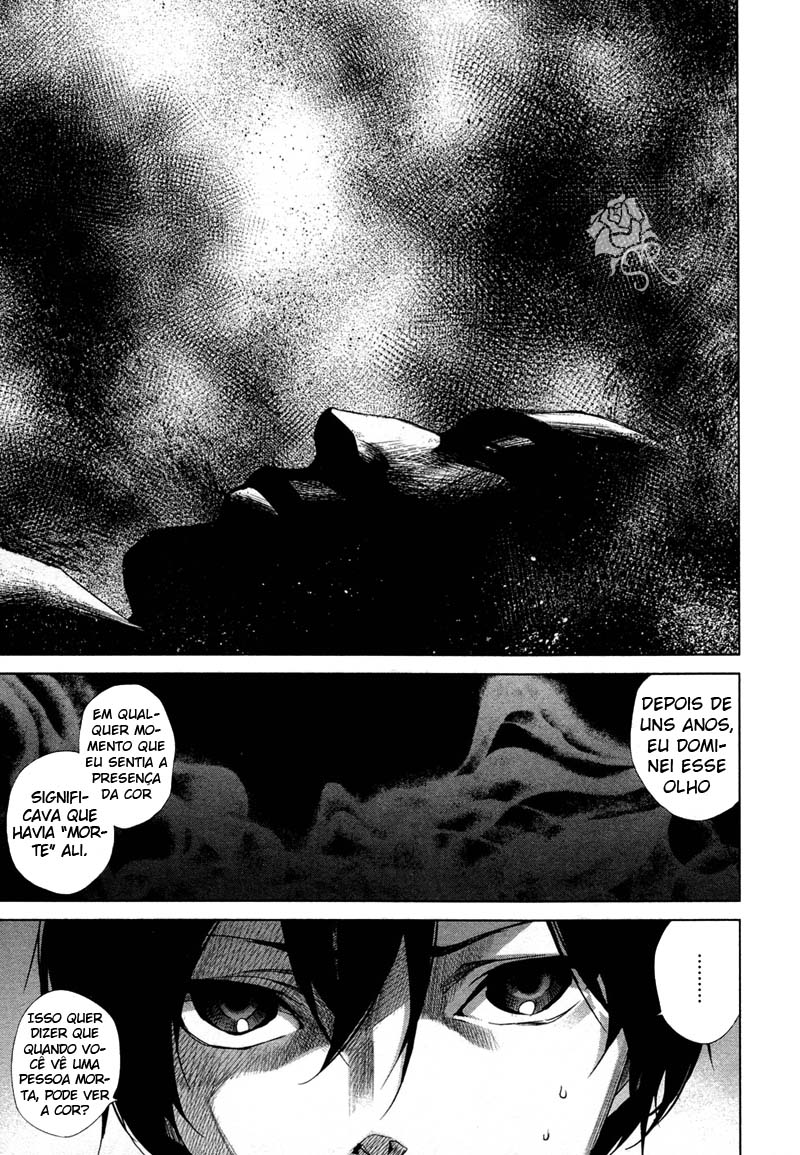 DEPOIS DE
UNS ANOS,
EU DOMI-
NEI ESSE
OLHO
EM QUAL-
QUER MO-
MENTO QUE
EU SENTIA A
PRESENÇA
DA COR
SIGNIFI-
CAVA QUE
HAVIA “MOR-
TE” ALI.
.........
ISSO QUER
DIZER QUE
QUANDO VO-
CÊ VÊ UMA
PESSOA MOR-
TA, PODE VER
A COR?